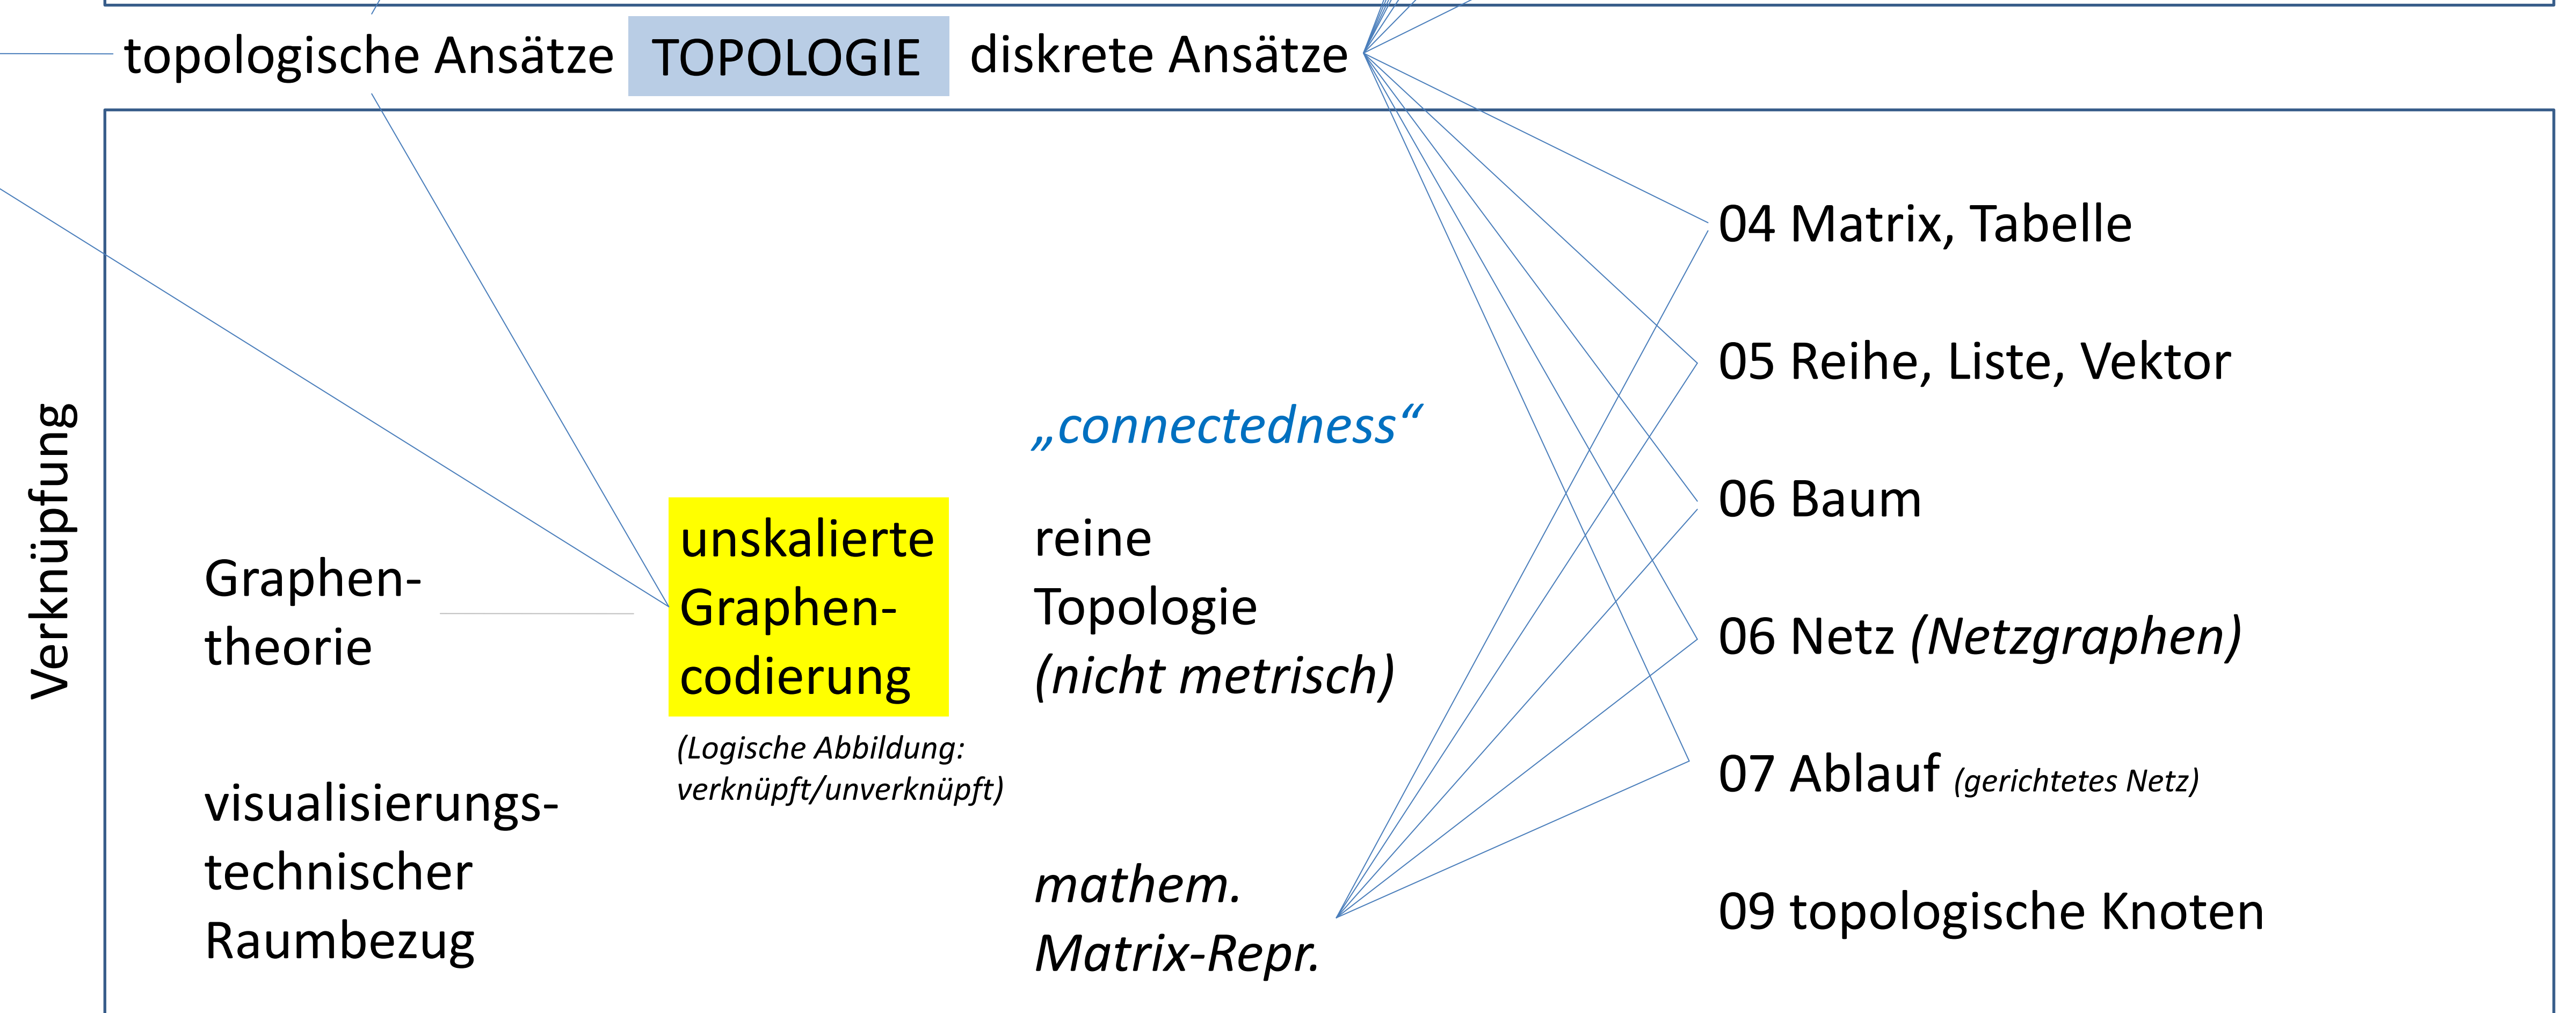 topologische Ansätze TOPOLOGIE diskrete Ansätze
Verknüpfung
Graphen-
theorie
visualisierungs-
technischer
Raumbezug
unskalierte
Graphen-
codierung
(Logische Abbildung:
verknüpft/unverknüpft)
„connectedness“
reine
Topologie
(nicht metrisch)
mathem.
Matrix-Repr.
04 Matrix, Tabelle
05 Reihe, Liste, Vektor
06 Baum
06 Netz (Netzgraphen)
07 Ablauf (gerichtetes Netz)
09 topologische Knoten